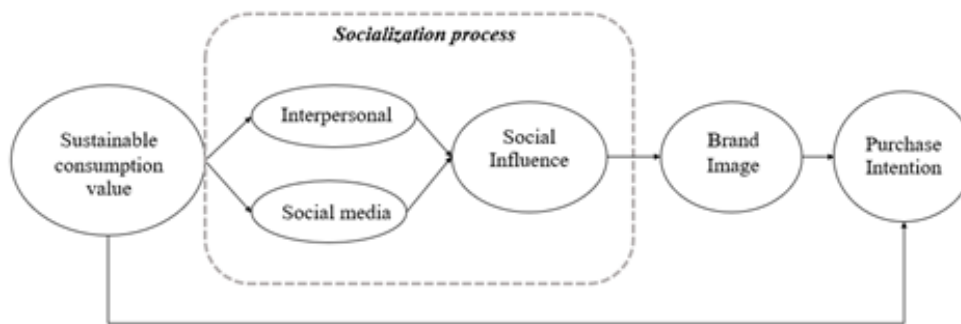 Socialization process
Sustainable
consumption
value
Interpersonal
Social media
Social
Influence
Brand
Image
Purchase
Intention